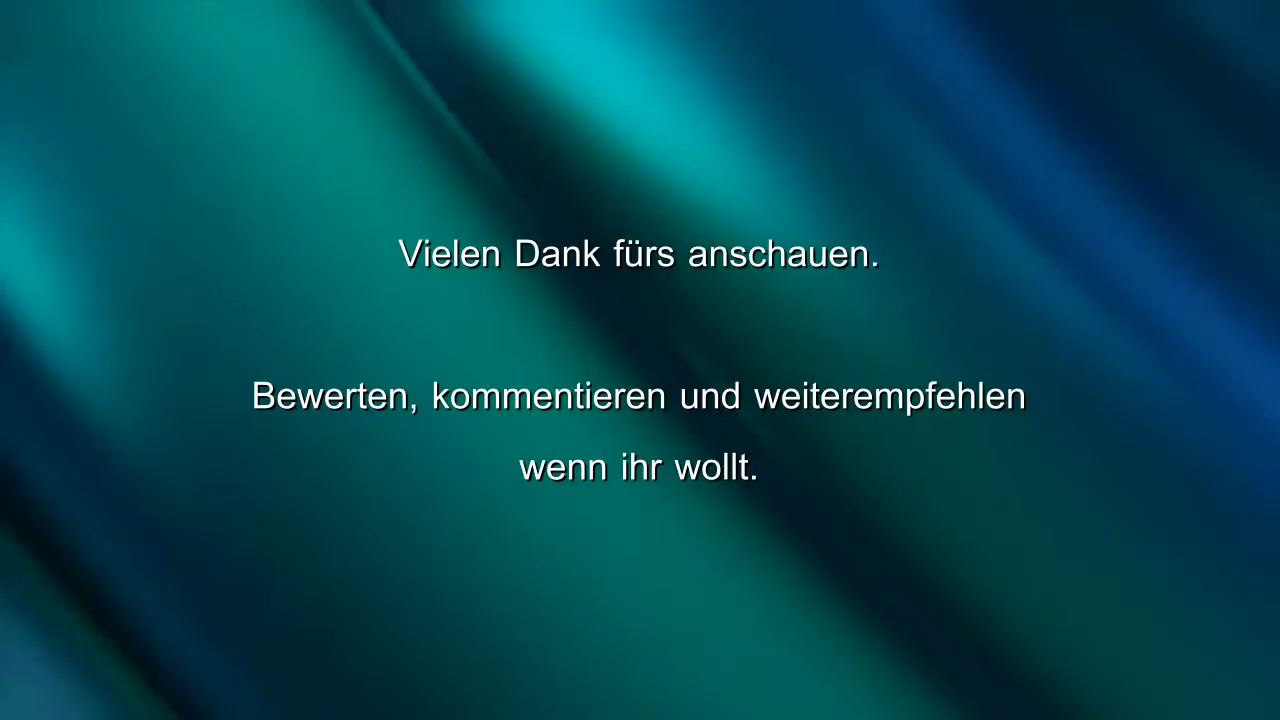 Vielen Dank fürs anschauen.
Bewerten, kommentieren und weiterempfehlen
wenn ihr wollt.